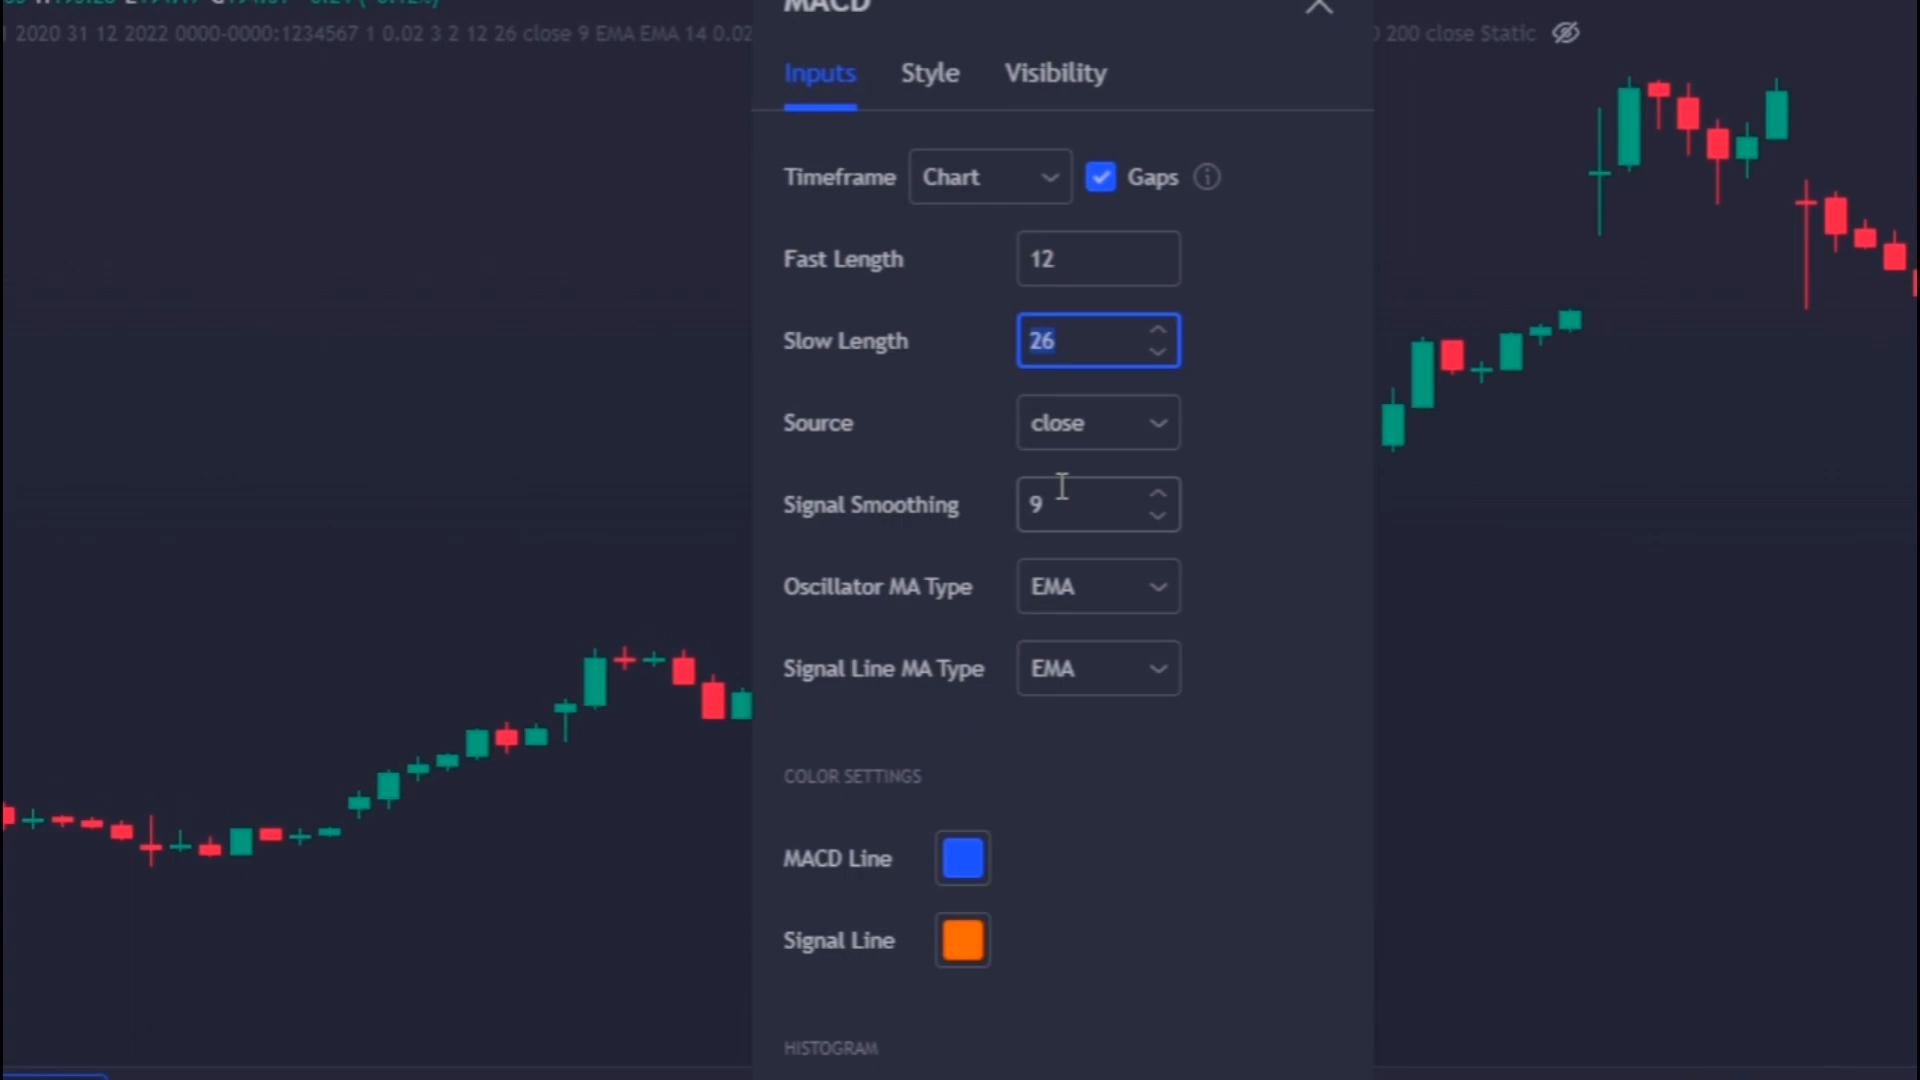 MACD
1 2020 31 12 2022 0000-0000:1234567 1 0.02 3 2 12 26 close 9 EMA EMA 14 0.02
200 close Static
Inputs Style Visibility
Timeframe Chart Gaps
Fast Length 12
Slow Length 26
Source close
Signal Smoothing 9
Oscillator MA Type EMA
Signal Line MA Type EMA
COLOR SETTINGS
MACD Line
Signal Line
HISTOGRAM